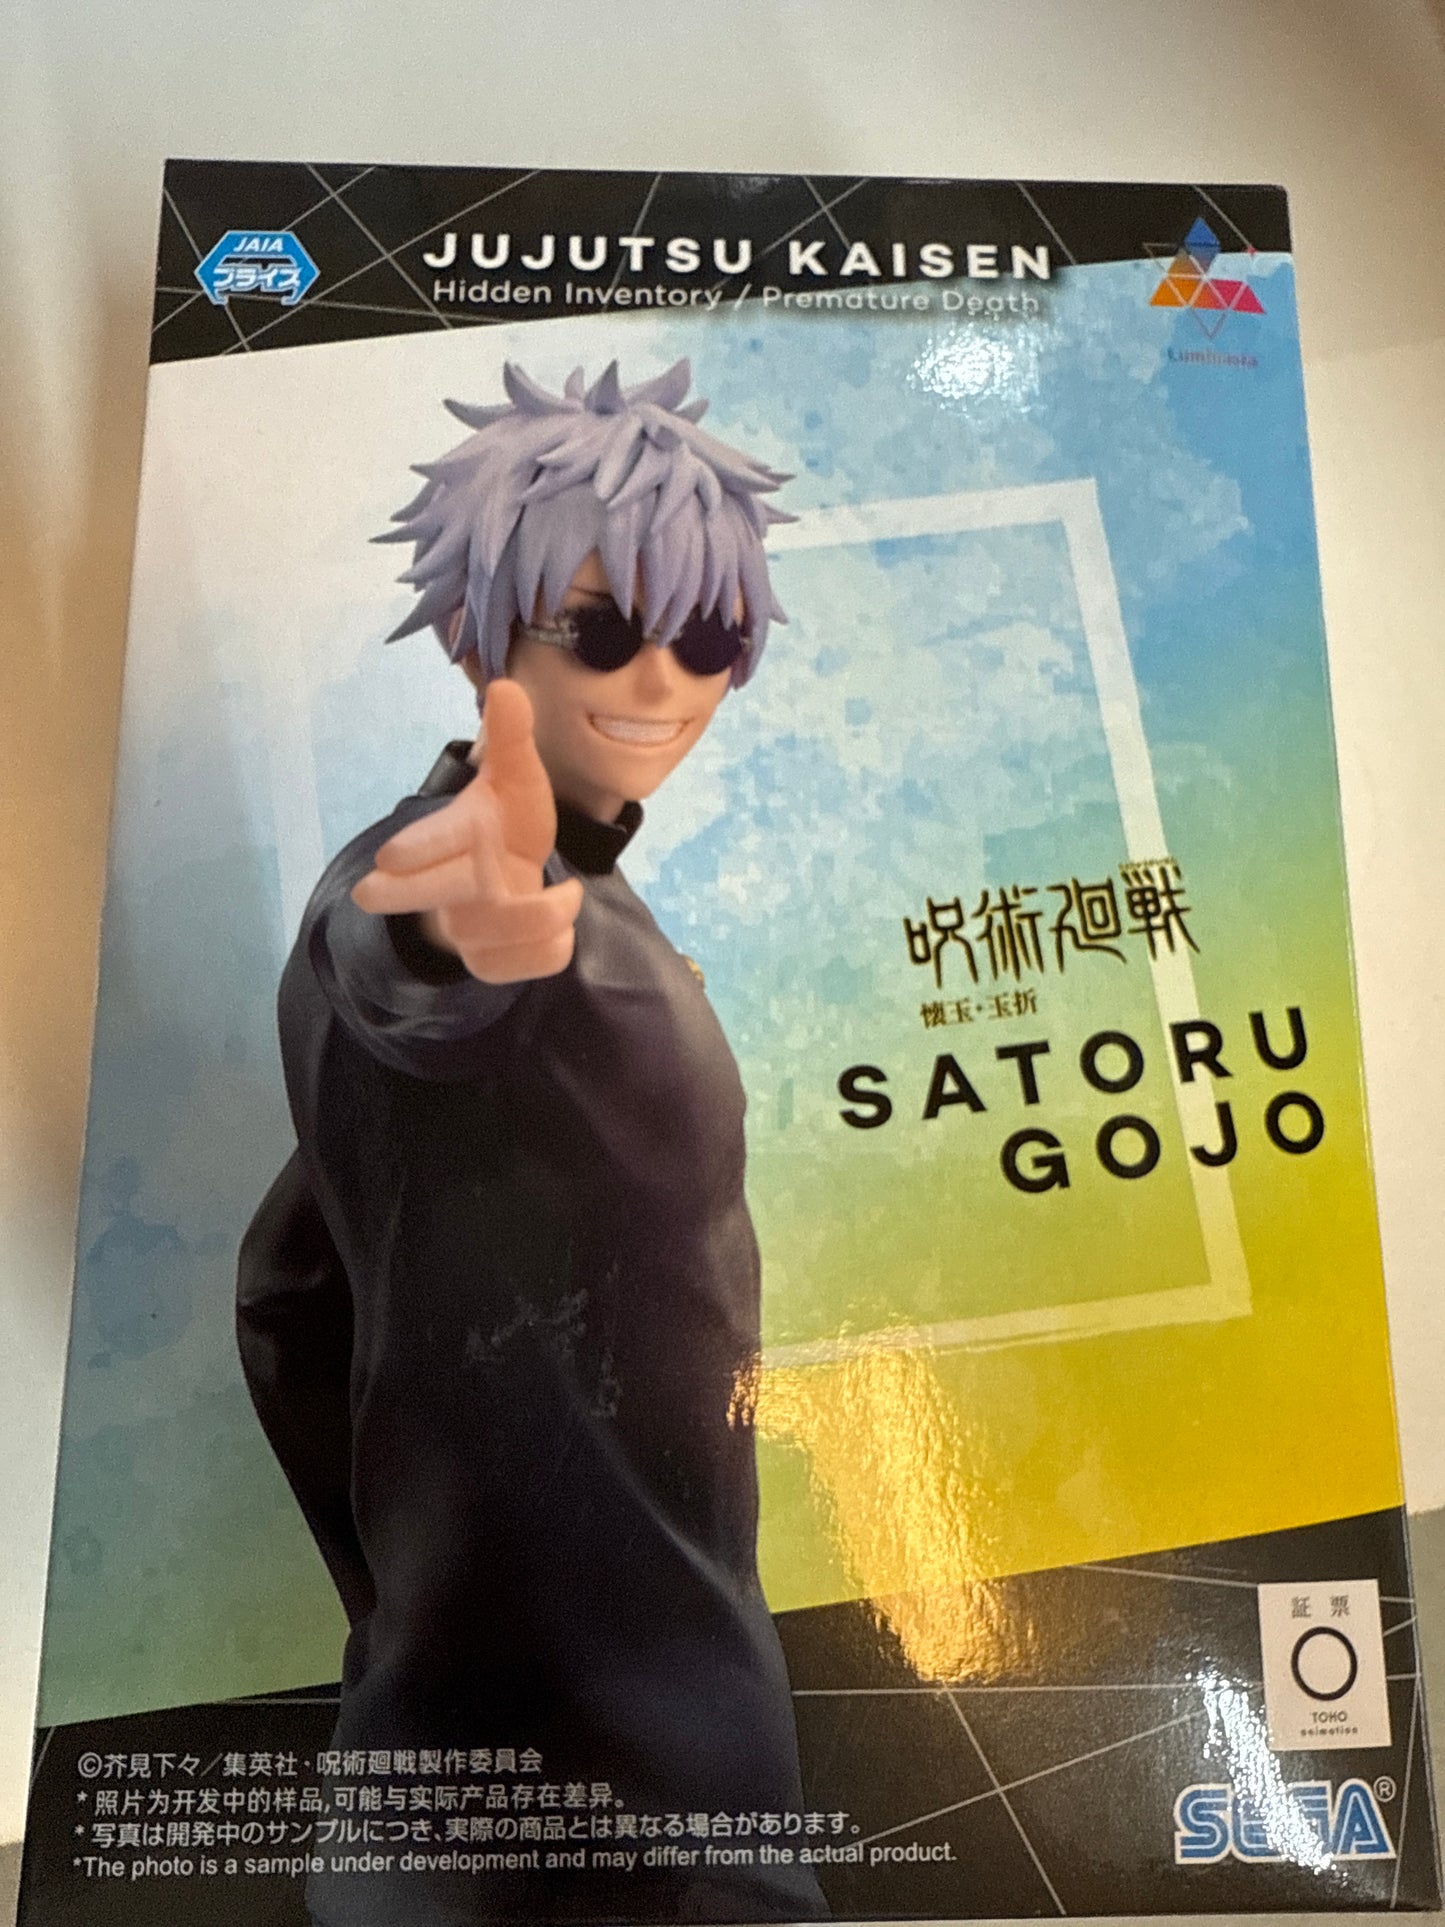 JAIA
プライズ
JUJUTSU KAISEN
Hidden Inventory / Premature Death
Luminasta
呪術廻戦
懐玉・玉折
SATORU
GOJO
証 票
TOHO
animation
©芥見下々／集英社・呪術廻戦製作委員会
* 照片为开发中的样品,可能与实际产品存在差异。
* 写真は開発中のサンプルにつき、実際の商品とは異なる場合があります。
*The photo is a sample under development and may differ from the actual product.
SEGA®